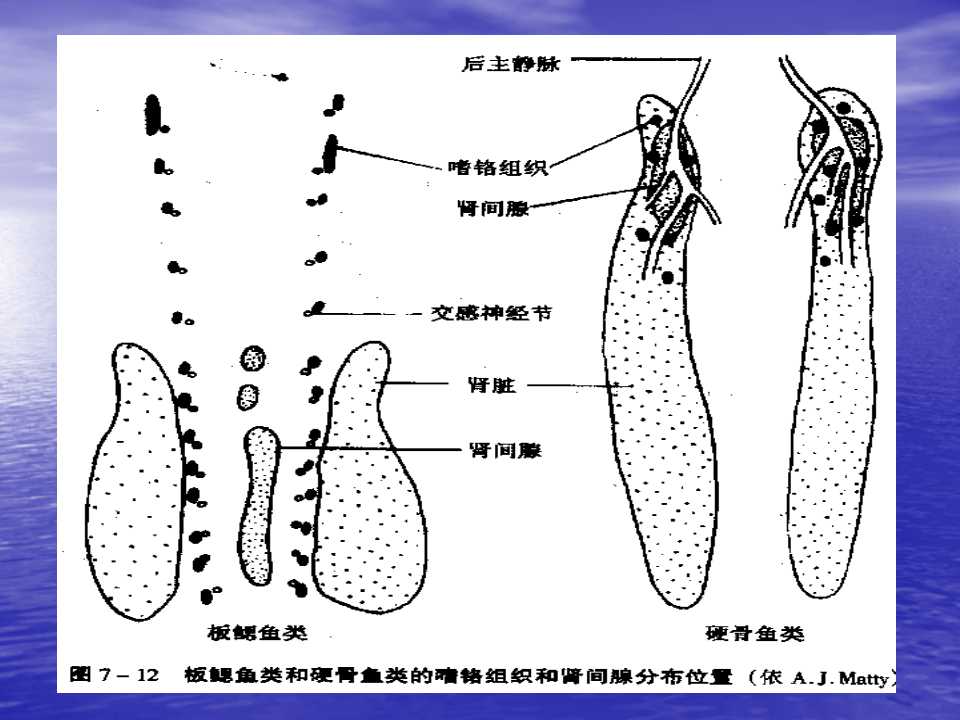 后主静脉
嗜铬组织
肾间腺
交感神经节
肾脏
肾间腺
板鳃鱼类
硬骨鱼类
图 7－12 板鳃鱼类和硬骨鱼类的嗜铬组织和肾间腺分布位置（依 A.J.Matty）